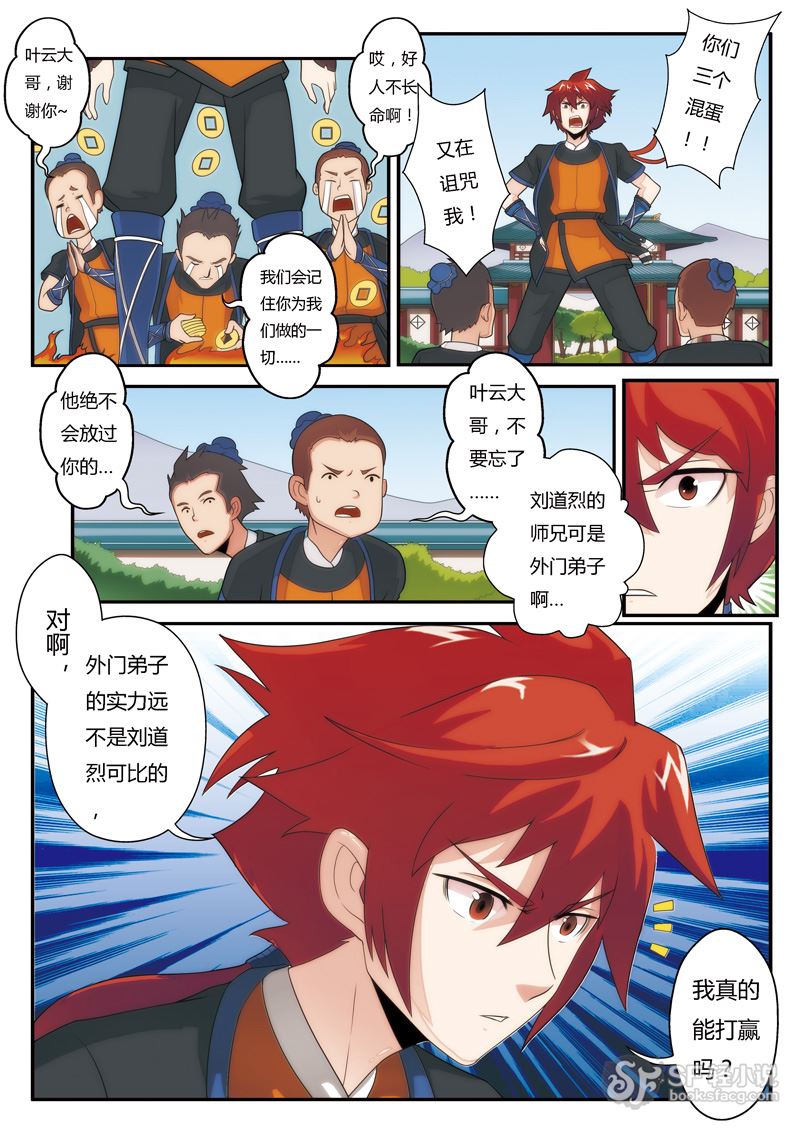 叶云大
哥，谢
谢你~
哎，好
人不长
命啊！
我们会记
住你为我
们做的一
切……
你们
三个
混蛋
！！
又在
诅咒
我！
叶云大
哥，不
要忘了
……
他绝不
会放过
你的…
刘道烈的
师兄可是
外门弟子
啊…
对啊，
外门弟子
的实力远
不是刘道
烈可比的
，
我真的
能打赢
吗？
SF轻小说
book.sfacg.com